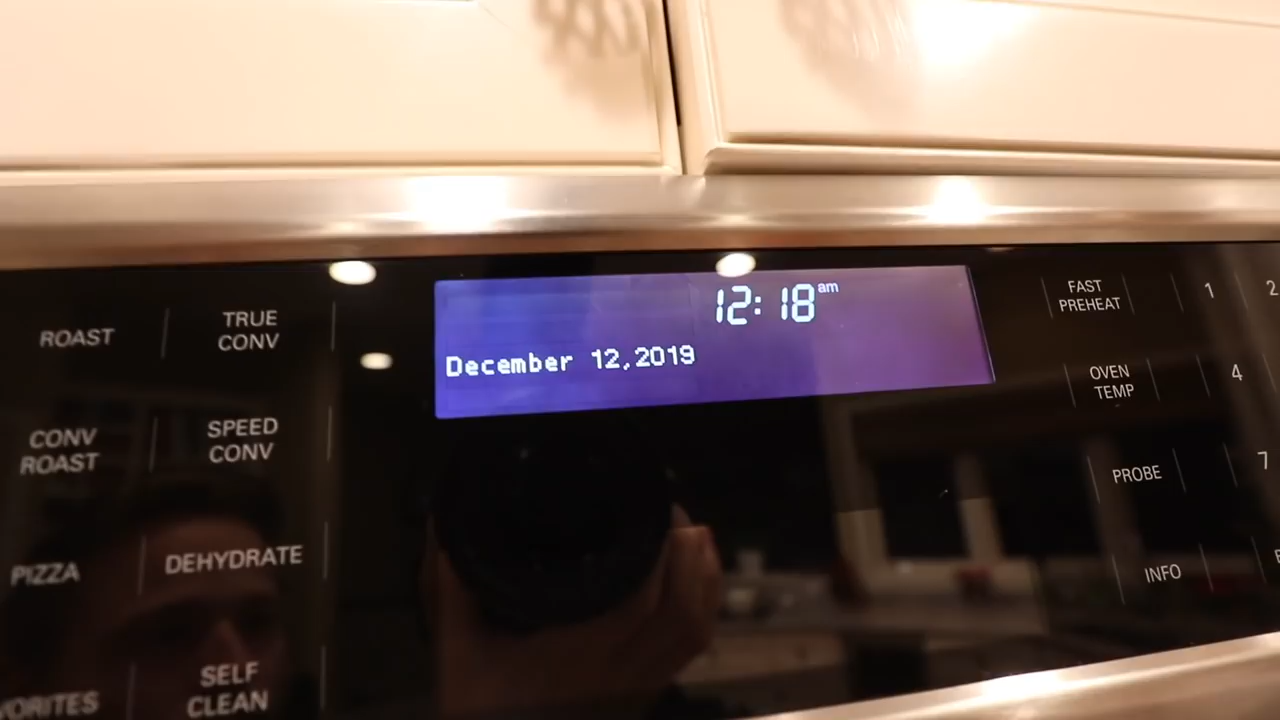 12:18 am
December 12,2019
ROAST
TRUE
CONV
CONV
ROAST
SPEED
CONV
PIZZA
DEHYDRATE
VORITES
SELF
CLEAN
FAST
PREHEAT
1
2
OVEN
TEMP
4
PROBE
7
INFO